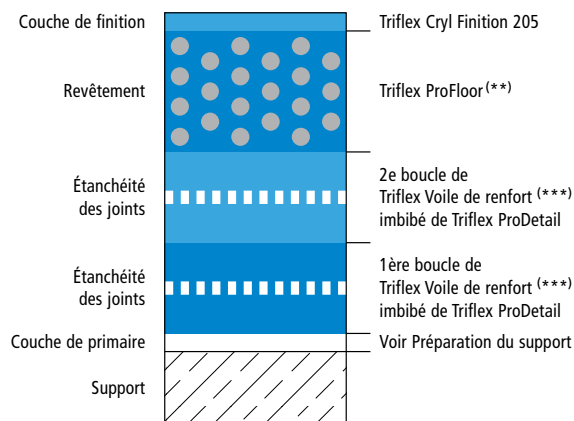 Couche de finition
Triflex Cryl Finition 205
Revêtement
Triflex ProFloor (**)
Étanchéité
des joints
2e boucle de
Triflex Voile de renfort (***)
imbibé de Triflex ProDetail
Étanchéité
des joints
1ère boucle de
Triflex Voile de renfort (***)
imbibé de Triflex ProDetail
Couche de primaire
Voir Préparation du support
Support